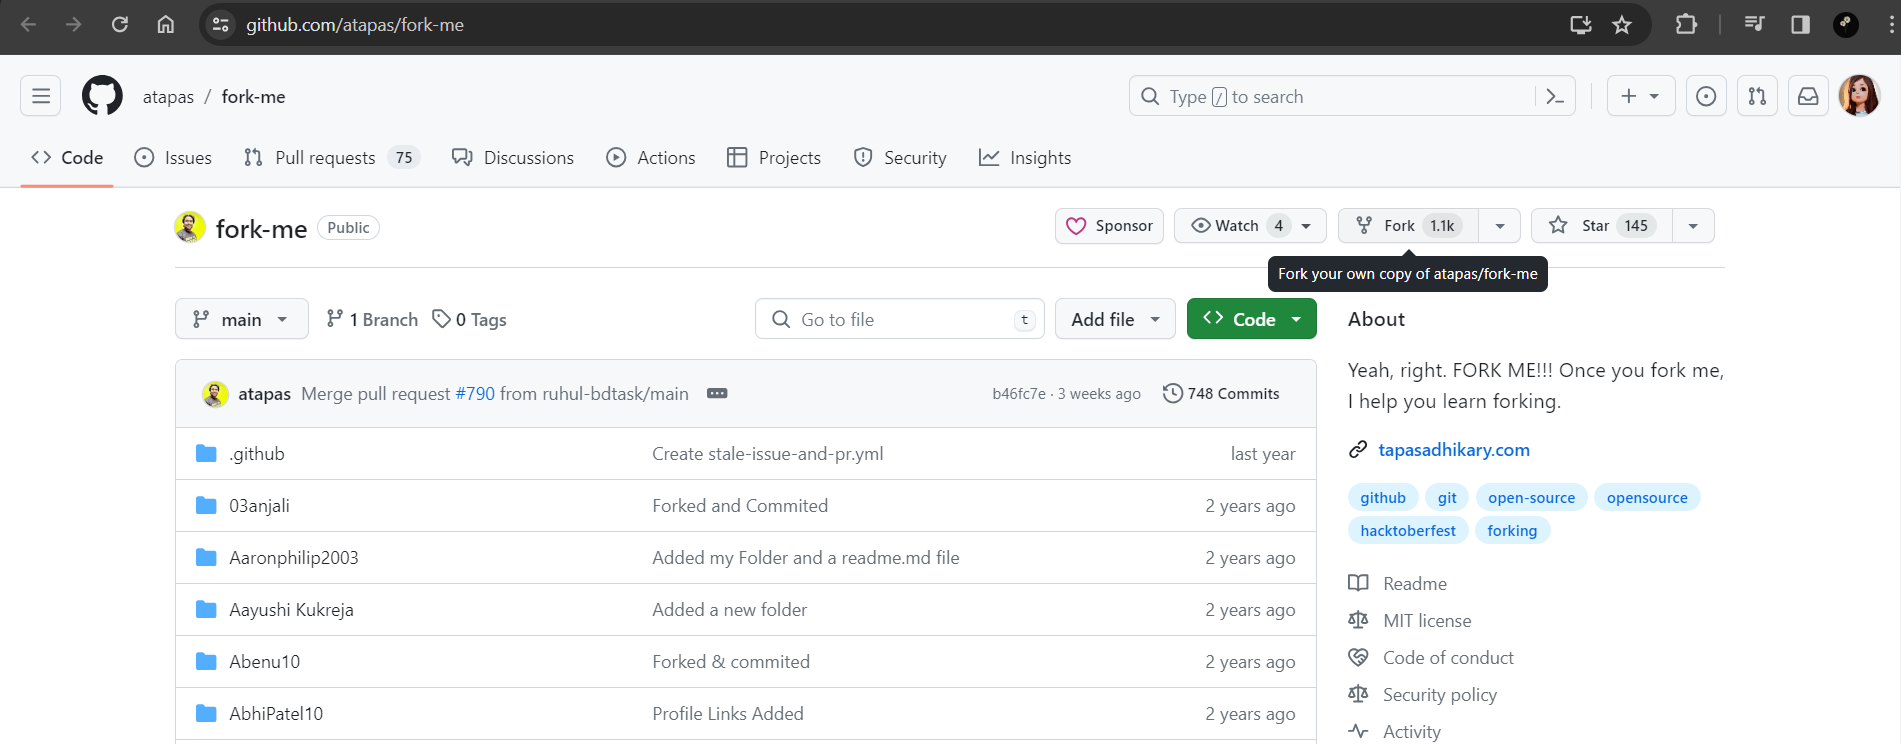 github.com/atapas/fork-me
atapas / fork-me
Type / to search
Code Issues Pull requests 75 Discussions Actions Projects Security Insights
fork-me Public
Sponsor Watch 4 Fork 1.1k Star 145
Fork your own copy of atapas/fork-me
main 1 Branch 0 Tags Go to file t Add file Code
atapas Merge pull request #790 from ruhul-bdtask/main b46fc7e · 3 weeks ago 748 Commits
.github Create stale-issue-and-pr.yml last year
03anjali Forked and Commited 2 years ago
Aaronphilip2003 Added my Folder and a readme.md file 2 years ago
Aayushi Kukreja Added a new folder 2 years ago
Abenu10 Forked & commited 2 years ago
AbhiPatel10 Profile Links Added 2 years ago
About
Yeah, right. FORK ME!!! Once you fork me,
I help you learn forking.
tapasadhikary.com
github git open-source opensource
hacktoberfest forking
Readme
MIT license
Code of conduct
Security policy
Activity